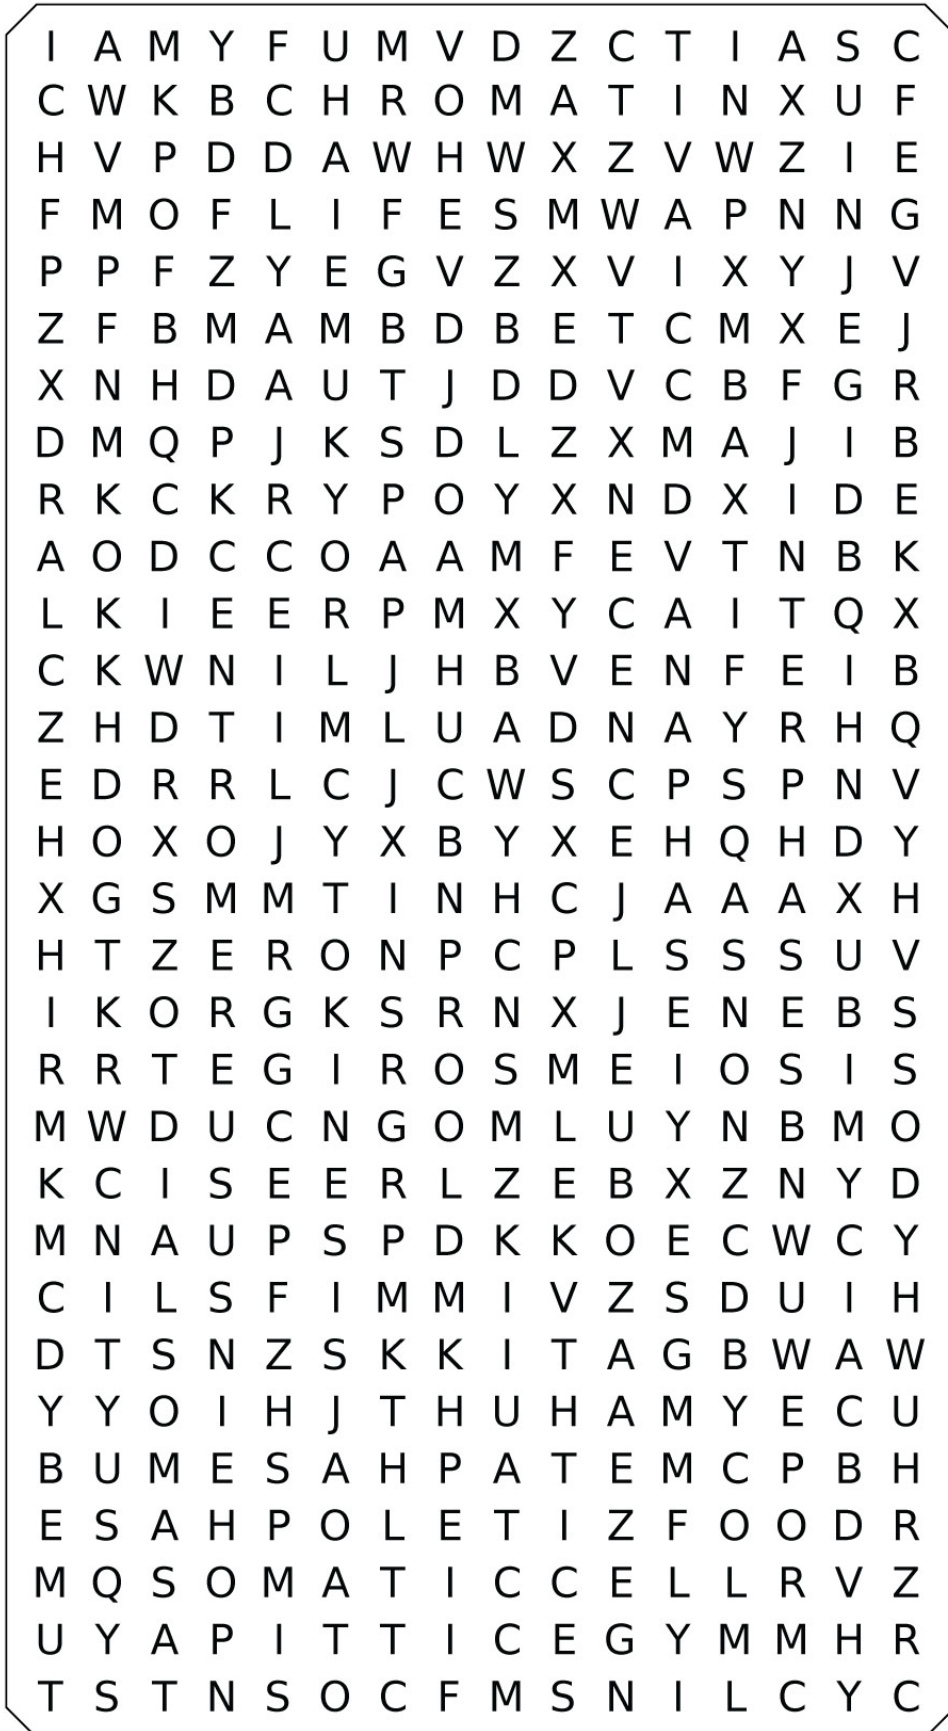 I A M Y F U M V D Z C T I A S C
C W K B C H R O M A T I N X U F
H V P D D A W H W X Z V W Z I E
F M O F L I F E S M W A P N N G
P P F Z Y E G V Z X V I X Y J V
Z F B M A M B D B E T C M X E J
X N H D A U T J D D V C B F G R
D M Q P J K S D L Z X M A J I B
R K C K R Y P O Y X N D X I D E
A O D C C O A A M F E V T N B K
L K I E E R P M X Y C A I T Q X
C K W N I L J H B V E N F E I B
Z H D T I M L U A D N A Y R H Q
E D R R L C J C W S C P S P N V
H O X O J Y X B Y X E H Q H D Y
X G S M M T I N H C J A A A X H
H T Z E R O N P C P L S S S U V
I K O R G K S R N X J E N E B S
R R T E G I R O S M E I O S I S
M W D U C N G O M L U Y N B M O
K C I S E E R L Z E B X Z N Y D
M N A U P S P D K K O E C W C Y
C I L S F I M M I V Z S D U I H
D T S N Z S K K I T A G B W A W
Y Y O I H J T H U H A M Y E C U
B U M E S A H P A T E M C P B H
E S A H P O L E T I Z F O O D R
M Q S O M A T I C C E L L R V Z
U Y A P I T T I C E G Y M M H R
T S T N S O C F M S N I L C Y C